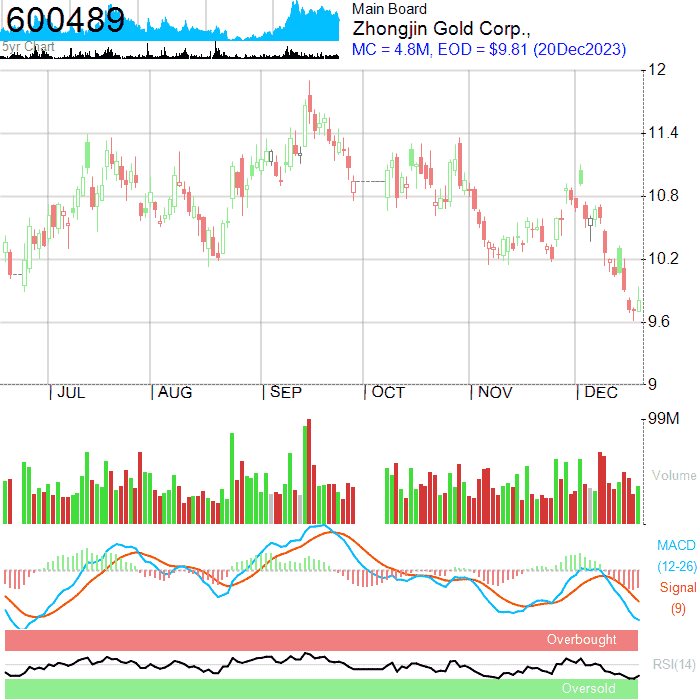 600489
5yr Chart
Main Board
Zhongjin Gold Corp.,
MC = 4.8M, EOD = $9.81 (20Dec2023)
12
11.4
10.8
10.2
9.6
9
JUL AUG SEP OCT NOV DEC
99M
Volume
MACD
(12-26)
Signal
(9)
Overbought
RSI(14)
Oversold